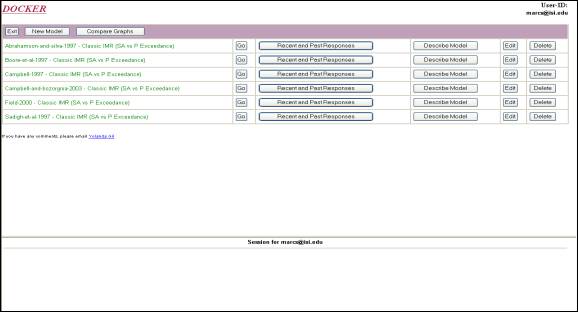 DOCKER
User-ID:
marcs@isi.edu
Exit New Model Compare Graphs
Abrahamson-and-silva-1997 - Classic IMR (SA vs P Exceedance) Go Recent and Past Responses Describe Model Edit Delete
Boore-et-al-1997 - Classic IMR (SA vs P Exceedance) Go Recent and Past Responses Describe Model Edit Delete
Campbell-1997 - Classic IMR (SA vs P Exceedance) Go Recent and Past Responses Describe Model Edit Delete
Campbell-and-bozorgnia-2003 - Classic IMR (SA vs P Exceedance) Go Recent and Past Responses Describe Model Edit Delete
Field-2000 - Classic IMR (SA vs P Exceedance) Go Recent and Past Responses Describe Model Edit Delete
Sadigh-et-al-1997 - Classic IMR (SA vs P Exceedance) Go Recent and Past Responses Describe Model Edit Delete
If you have any comments please email Yolanda Gil
Session for marcs@isi.edu